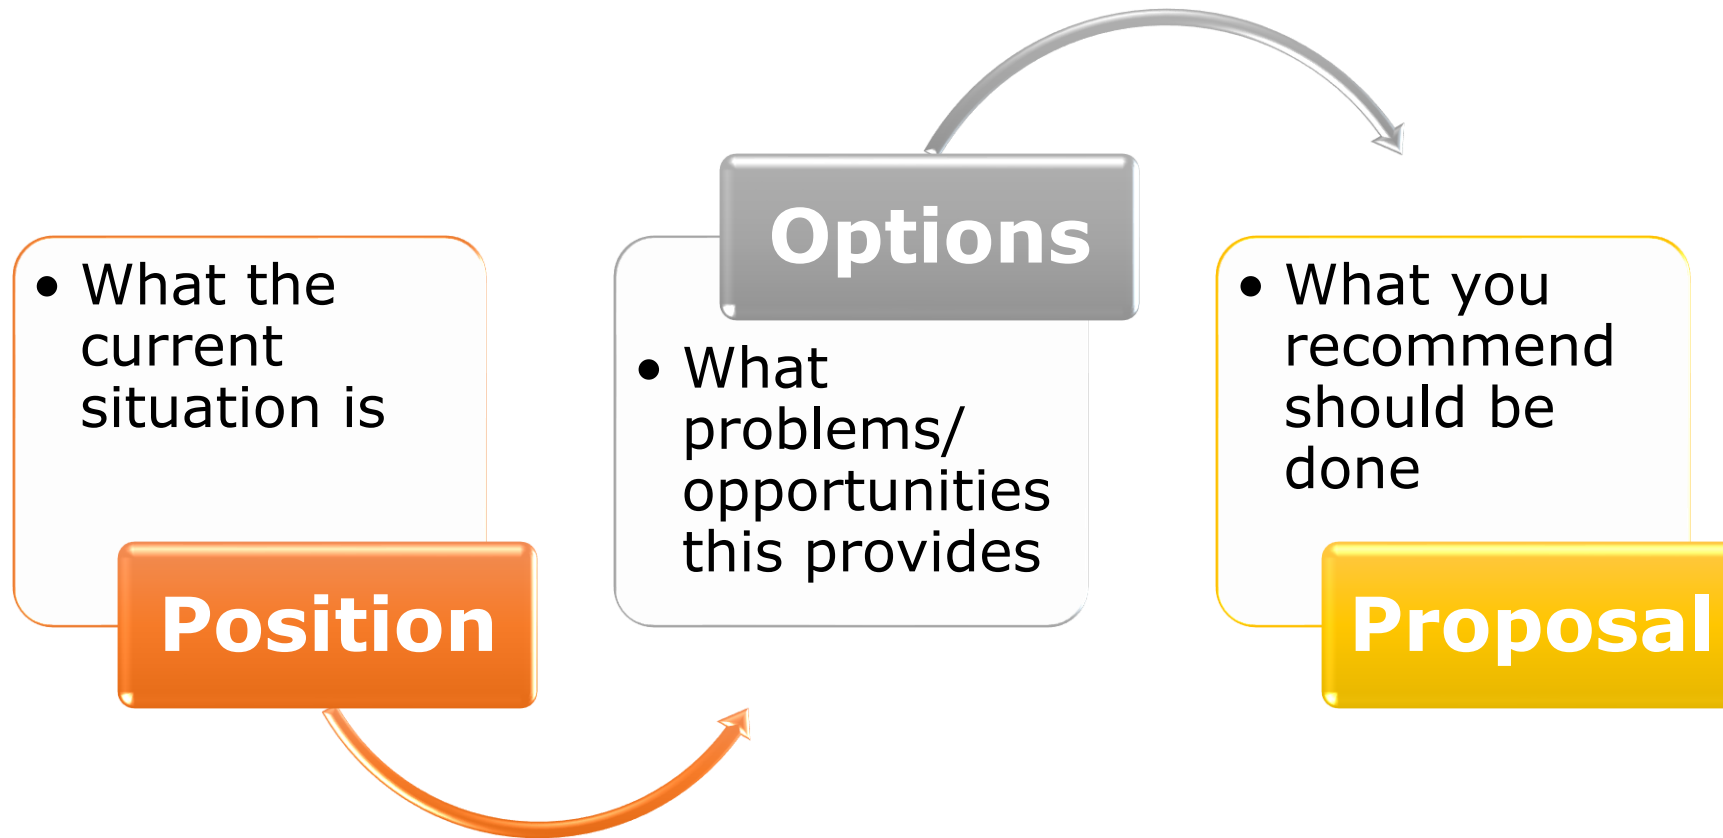 • What the
current
situation is
Position
Options
• What
problems/
opportunities
this provides
• What you
recommend
should be
done
Proposal